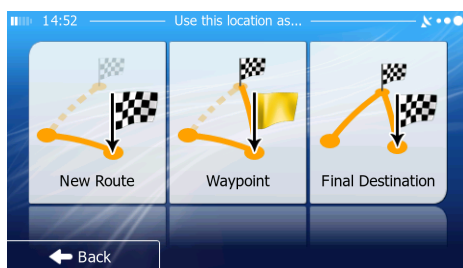 14:52 Use this location as...
New Route Waypoint Final Destination
Back